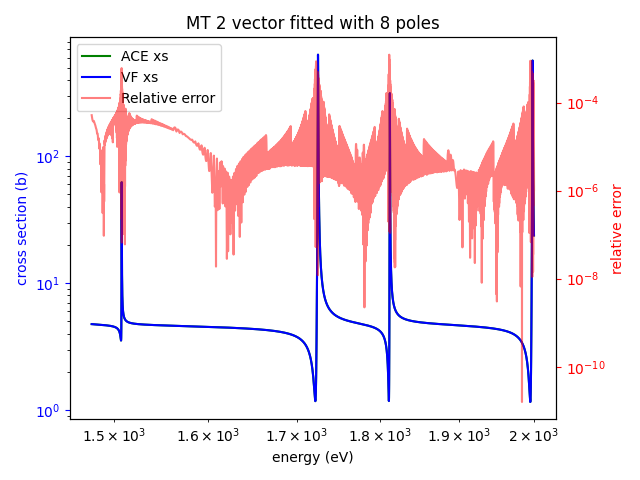 MT 2 vector fitted with 8 poles
ACE xs
VF xs
Relative error
cross section (b)
10²
10¹
10⁰
relative error
10⁻⁴
10⁻⁶
10⁻⁸
10⁻¹⁰
1.5 × 10³ 1.6 × 10³ 1.7 × 10³ 1.8 × 10³ 1.9 × 10³ 2 × 10³
energy (eV)